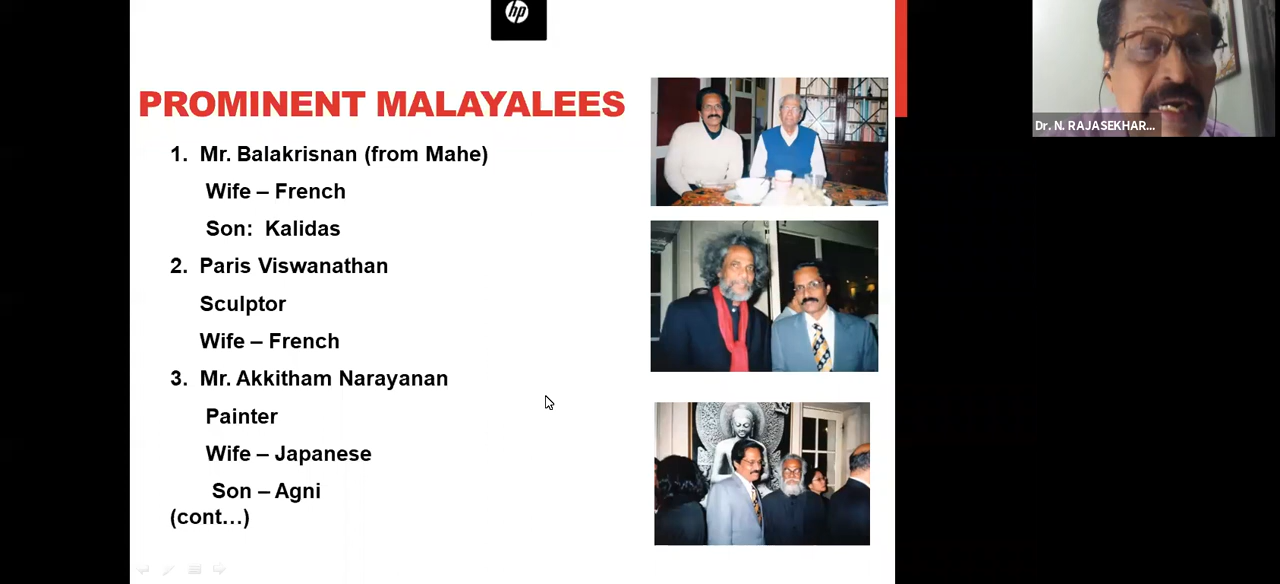 hp
PROMINENT MALAYALEES
1. Mr. Balakrisnan (from Mahe)
Wife – French
Son: Kalidas
2. Paris Viswanathan
Sculptor
Wife – French
3. Mr. Akkitham Narayanan
Painter
Wife – Japanese
Son – Agni
(cont...)
Dr. N. RAJASEKHAR...